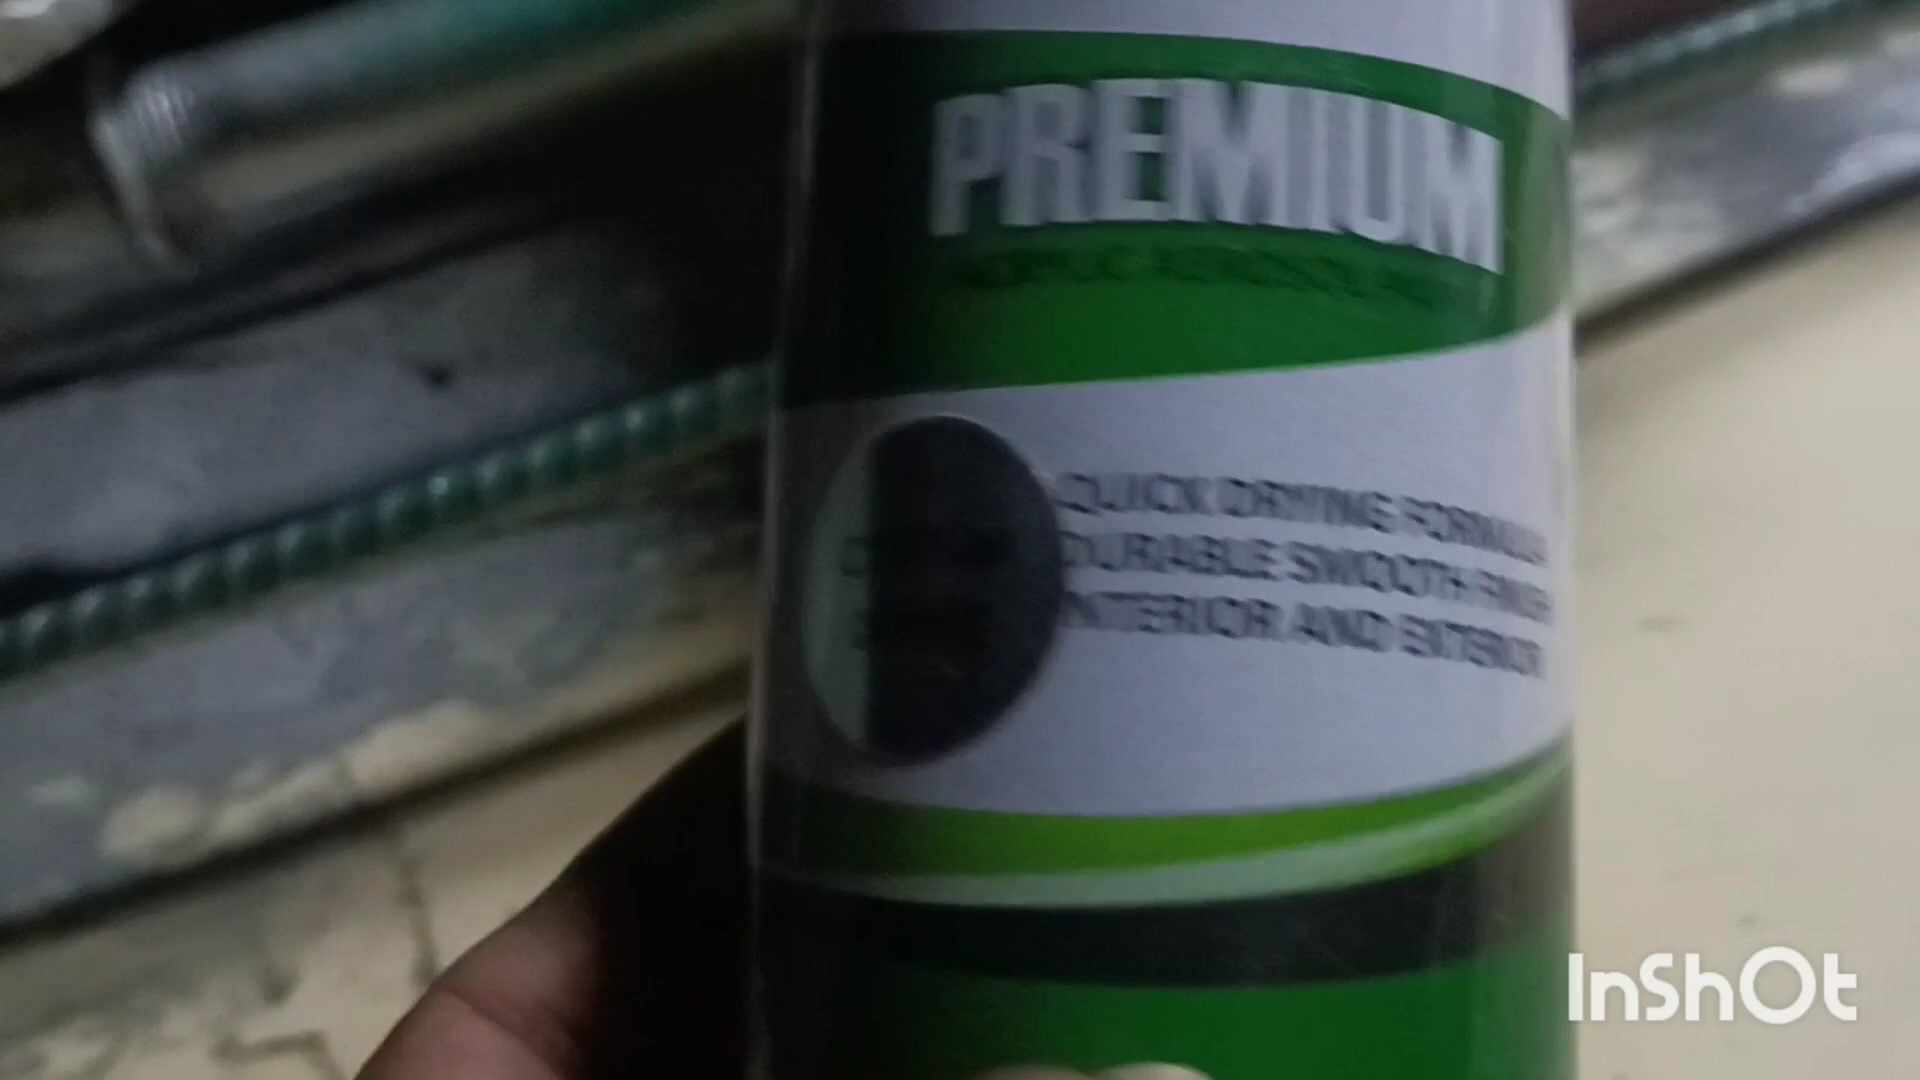 PREMIUM
QUICK DRYING FORMULA
DURABLE SMOOTH FINISH
INTERIOR AND EXTERIOR
InShOt